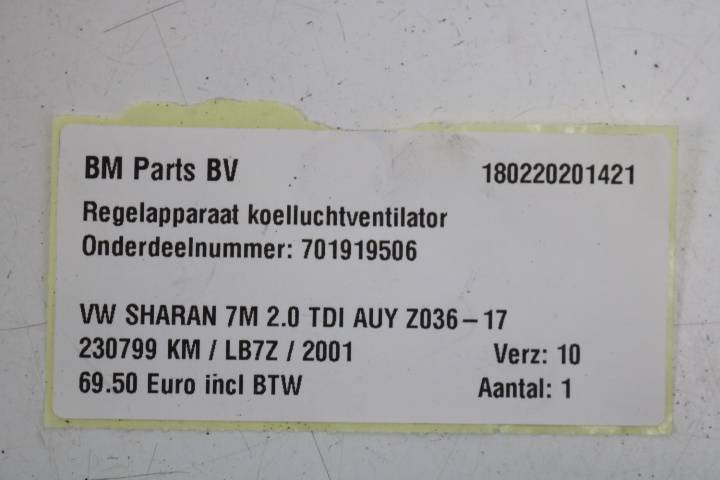 BM Parts BV 180220201421
Regelapparaat koelluchtventilator
Onderdeelnummer: 701919506
VW SHARAN 7M 2.0 TDI AUY Z036-17
230799 KM / LB7Z / 2001 Verz: 10
69.50 Euro incl BTW Aantal: 1